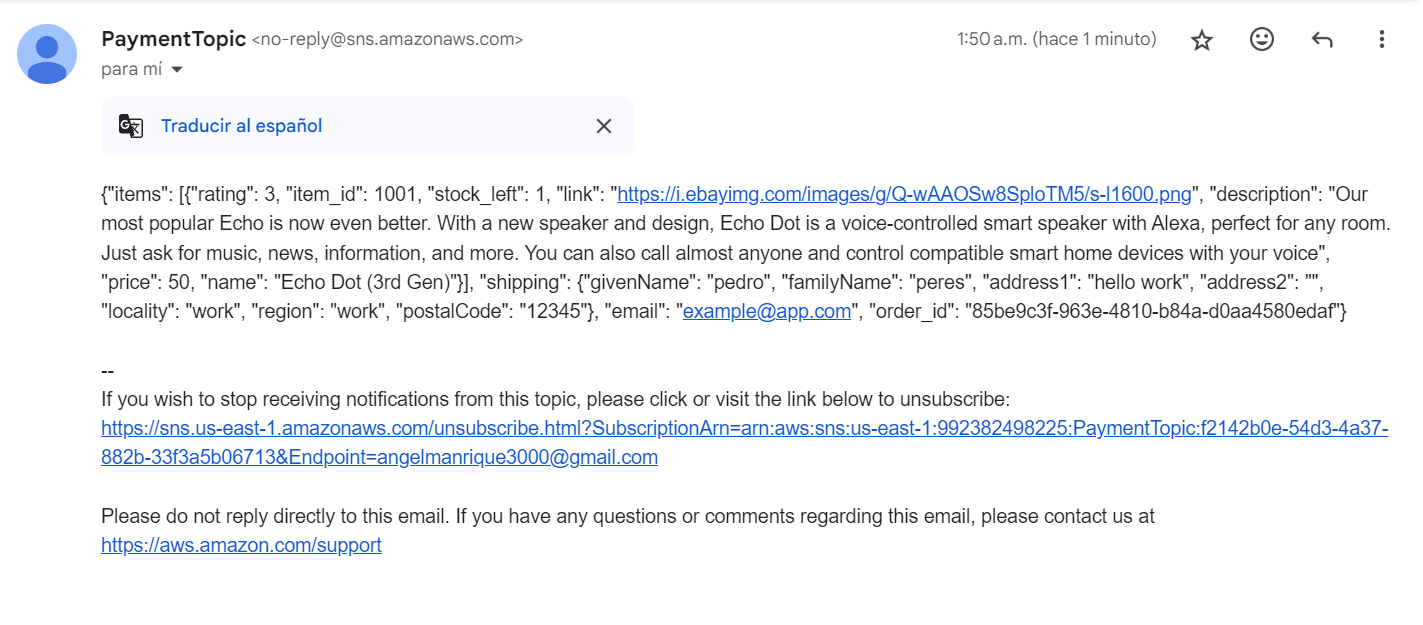 PaymentTopic <no-reply@sns.amazonaws.com>
1:50 a.m. (hace 1 minuto)
para mí
Traducir al español
{"items": [{"rating": 3, "item_id": 1001, "stock_left": 1, "link": "https://i.ebayimg.com/images/g/Q-wAAOSw8SploTM5/s-l1600.png", "description": "Our
most popular Echo is now even better. With a new speaker and design, Echo Dot is a voice-controlled smart speaker with Alexa, perfect for any room.
Just ask for music, news, information, and more. You can also call almost anyone and control compatible smart home devices with your voice",
"price": 50, "name": "Echo Dot (3rd Gen)"}], "shipping": {"givenName": "pedro", "familyName": "peres", "address1": "hello work", "address2": "",
"locality": "work", "region": "work", "postalCode": "12345"}, "email": "example@app.com", "order_id": "85be9c3f-963e-4810-b84a-d0aa4580edaf"}
--
If you wish to stop receiving notifications from this topic, please click or visit the link below to unsubscribe:
https://sns.us-east-1.amazonaws.com/unsubscribe.html?SubscriptionArn=arn:aws:sns:us-east-1:992382498225:PaymentTopic:f2142b0e-54d3-4a37-
882b-33f3a5b06713&Endpoint=angelmanrique3000@gmail.com
Please do not reply directly to this email. If you have any questions or comments regarding this email, please contact us at
https://aws.amazon.com/support